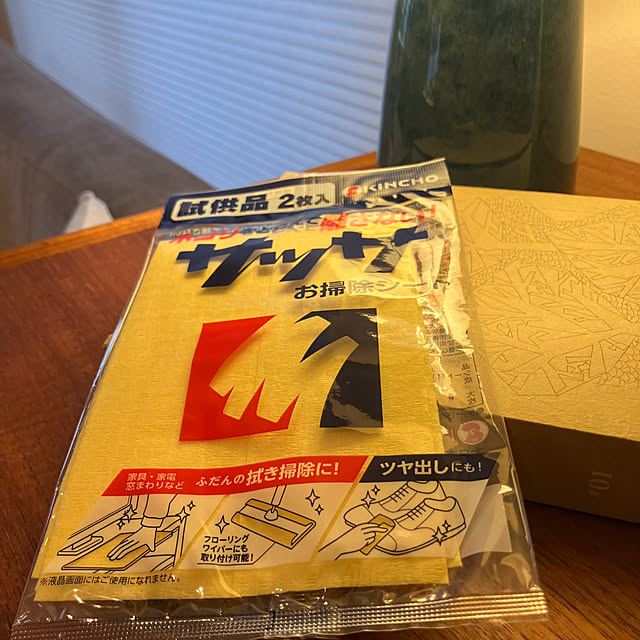 試供品 2枚入
KINCHO
サッサ
お掃除シート
家具・家電
窓まわりなど
ふだんの拭き掃除に!
ツヤ出しにも!
フローリング
ワイパーにも
取り付け可能!
※液晶画面にはご使用になれません。